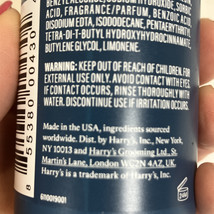 BENZYL ALCOHOL, SODIUM HYDROXIDE, SORBIC
ACID, FRAGRANCE/PARFUM, BENZOIC ACID,
DISODIUM EDTA, ISODODECANE, PENTAERYTHRITYL
TETRA-DI-T-BUTYL HYDROXYHYDROCINNAMATE,
BUTYLENE GLYCOL, LIMONENE.
WARNING: KEEP OUT OF REACH OF CHILDREN. FOR
EXTERNAL USE ONLY. AVOID CONTACT WITH EYES.
IF CONTACT OCCURS, RINSE THOROUGHLY WITH
WATER. DISCONTINUE USE IF IRRITATION OCCURS.
Made in the USA, ingredients sourced
worldwide. Dist. by Harry's, Inc., New York,
NY 10013 and Harry's Grooming Ltd. St.
Martin's Lane, London WC2N 4AZ, UK.
Harry's is a trademark of Harry's, Inc.
8 55380 00430 2